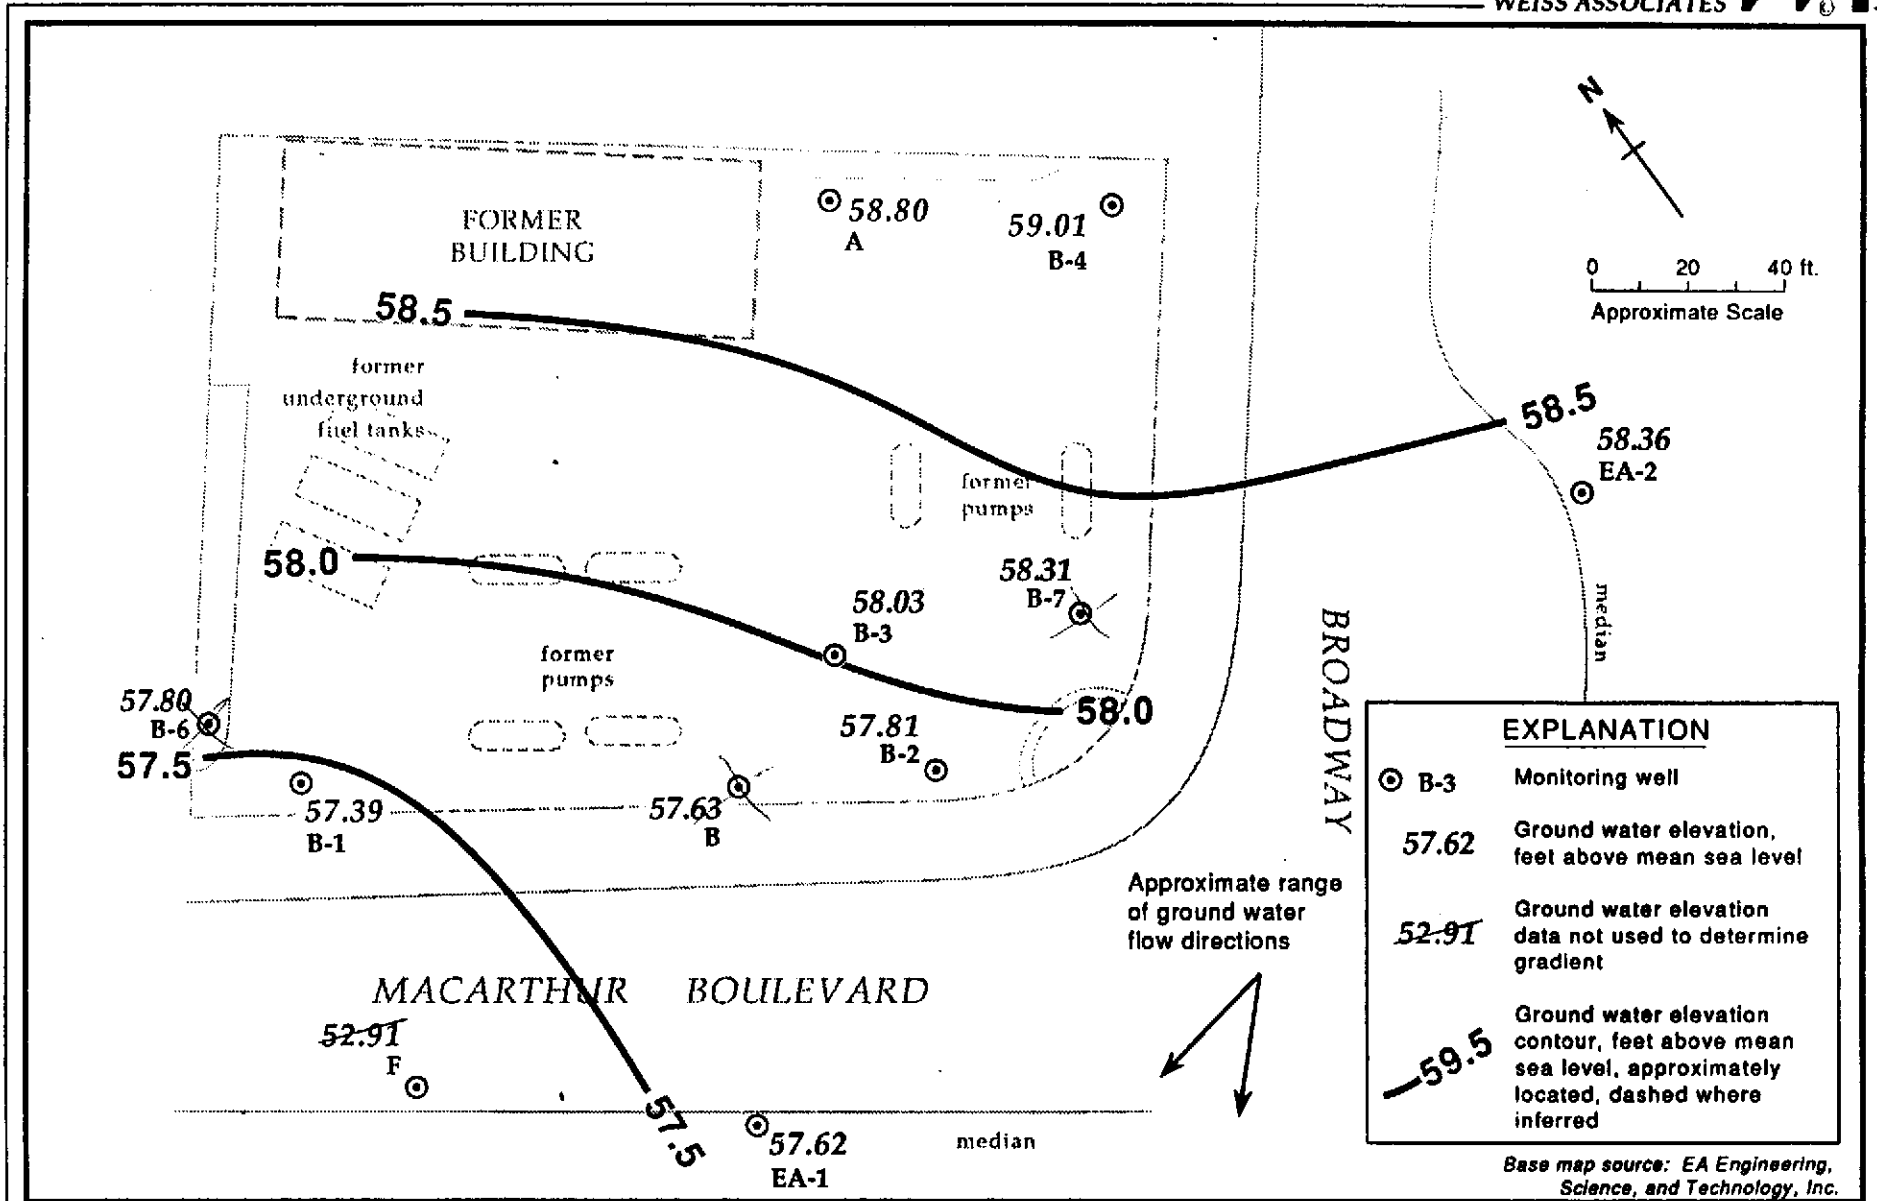 WEISS ASSOCIATES
N
0 20 40 ft.
Approximate Scale
FORMER
BUILDING
58.80
A
59.01
B-4
58.5
58.5
58.36
EA-2
former
underground
fuel tanks
former
pumps
58.0
58.03
B-3
58.31
B-7
median
BROADWAY
former
pumps
57.80
B-6
57.5
57.81
B-2
58.0
57.39
B-1
57.63
B
MACARTHUR BOULEVARD
52.91
F
57.5
57.62
EA-1
median
Approximate range
of ground water
flow directions
EXPLANATION
B-3 Monitoring well
57.62 Ground water elevation,
feet above mean sea level
52.91 Ground water elevation
data not used to determine
gradient
59.5 Ground water elevation
contour, feet above mean
sea level, approximately
located, dashed where
inferred
Base map source: EA Engineering,
Science, and Technology, Inc.